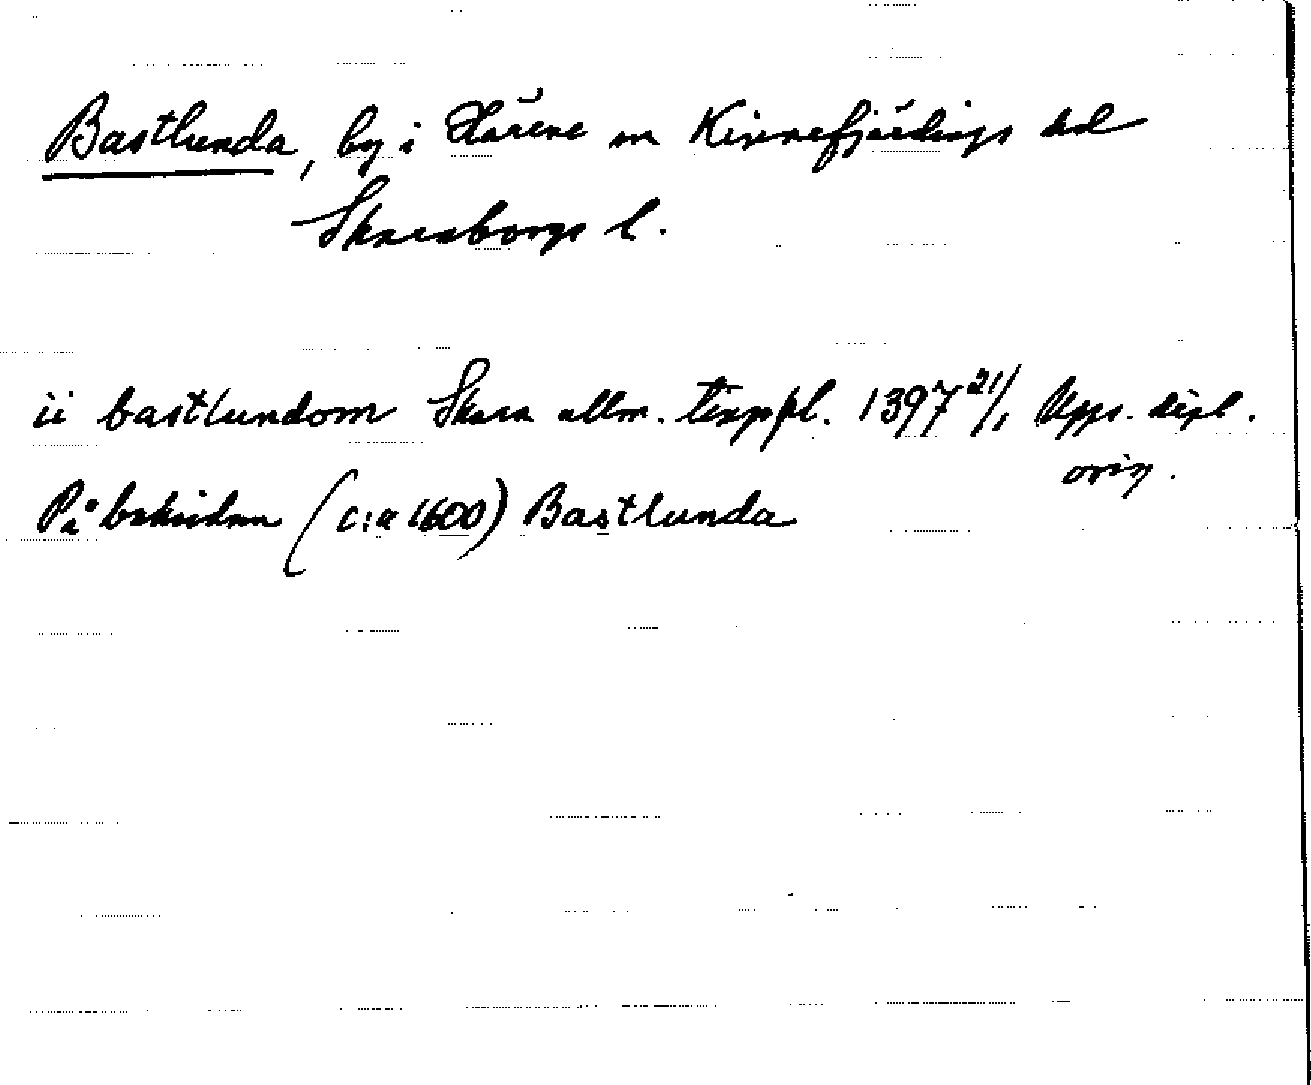 Bastlunda, by i Härene sn Kinnefjärdings hd
Skaraborgs l.
ii bastlundom Skara allm. 1397 21/1 Upps. dipl.
orig.
På baksidan (c:a 1600) Bastlunda